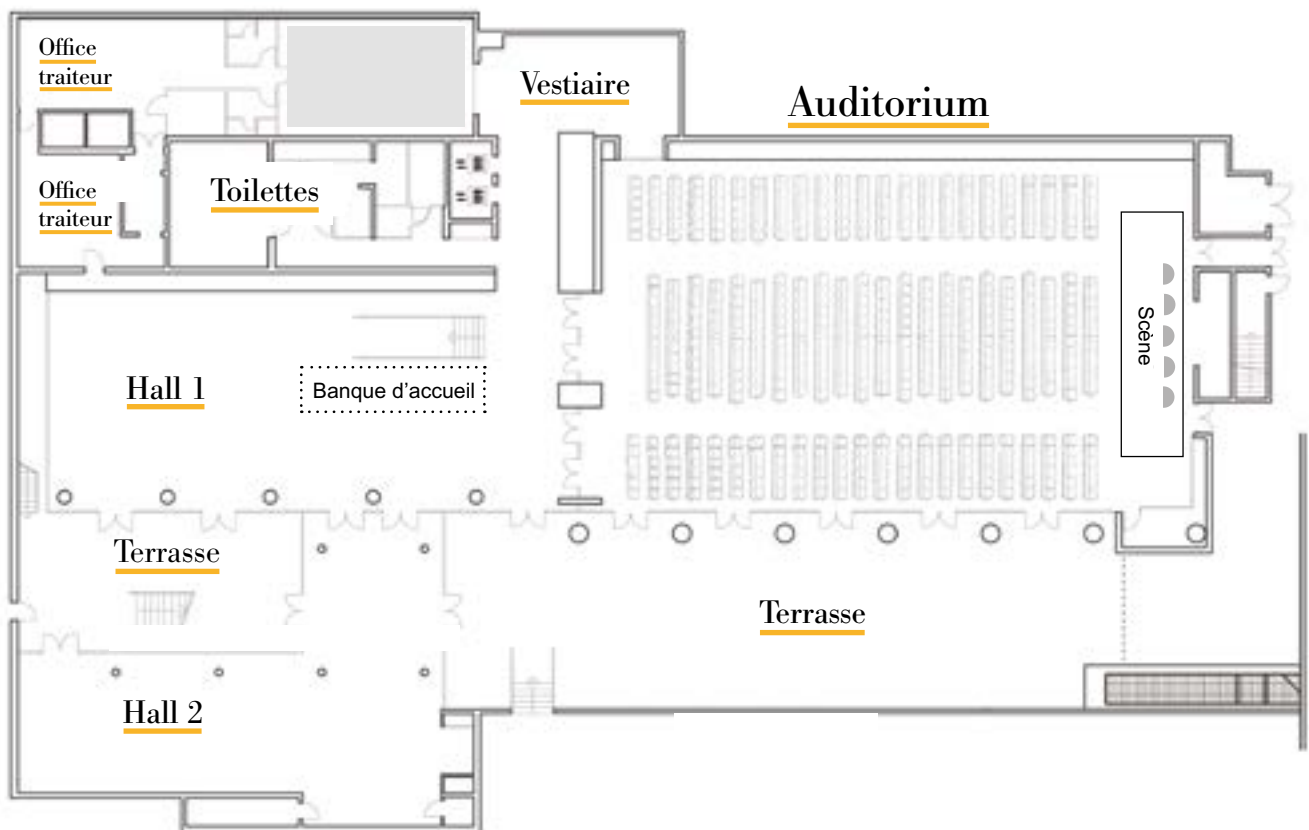 Office
traiteur
Vestiaire
Auditorium
Office
traiteur
Toilettes
Scène
Hall 1
Banque d'accueil
Terrasse
Terrasse
Hall 2